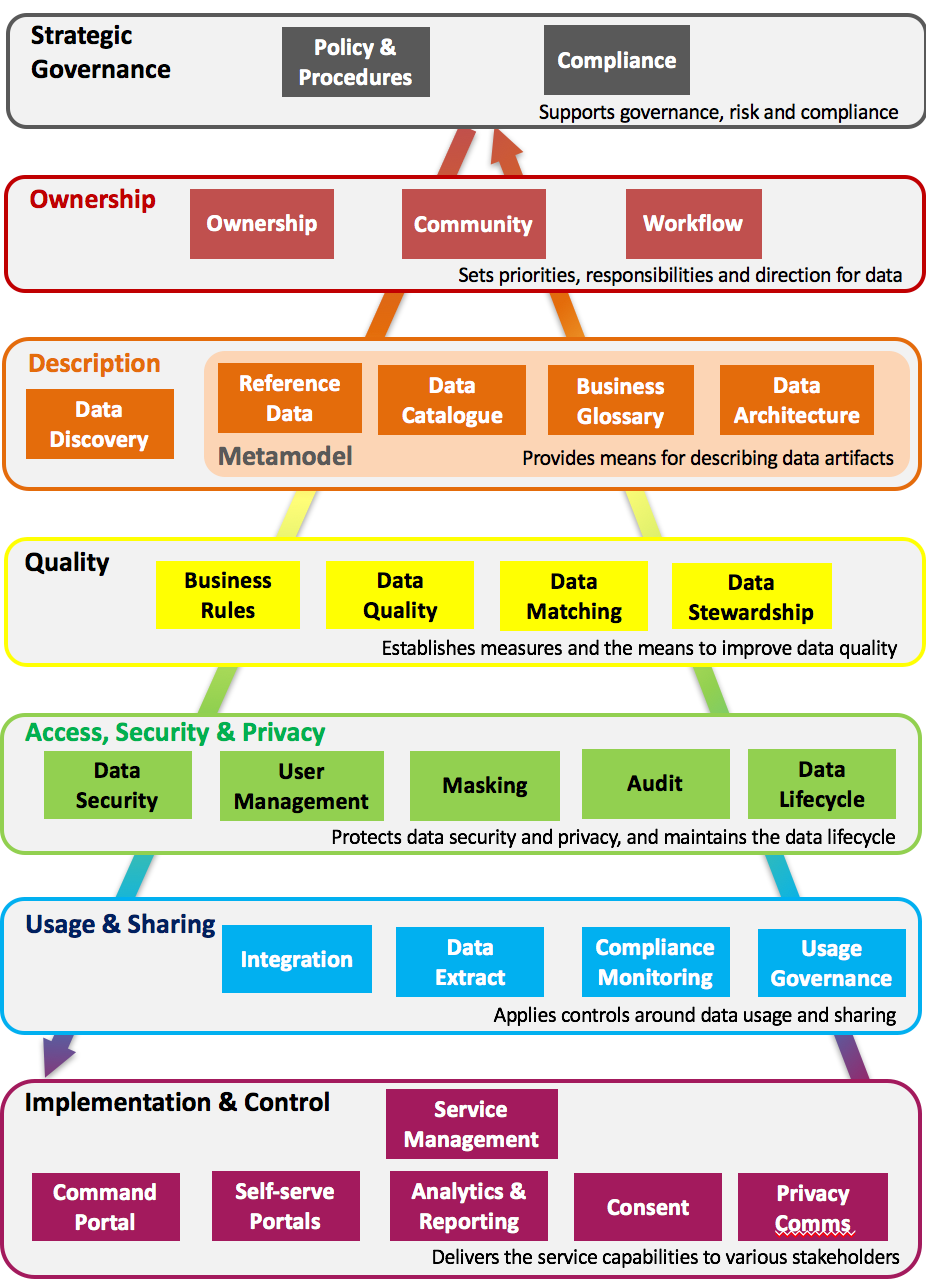 Strategic
Governance
Policy &
Procedures
Compliance
Supports governance, risk and compliance
Ownership
Ownership
Community
Workflow
Sets priorities, responsibilities and direction for data
Description
Data
Discovery
Reference
Data
Data
Catalogue
Business
Glossary
Data
Architecture
Metamodel
Provides means for describing data artifacts
Quality
Business
Rules
Data
Quality
Data
Matching
Data
Stewardship
Establishes measures and the means to improve data quality
Access, Security & Privacy
Data
Security
User
Management
Masking
Audit
Data
Lifecycle
Protects data security and privacy, and maintains the data lifecycle
Usage & Sharing
Integration
Data
Extract
Compliance
Monitoring
Usage
Governance
Applies controls around data usage and sharing
Implementation & Control
Service
Management
Command
Portal
Self-serve
Portals
Analytics &
Reporting
Consent
Privacy
Comms
Delivers the service capabilities to various stakeholders